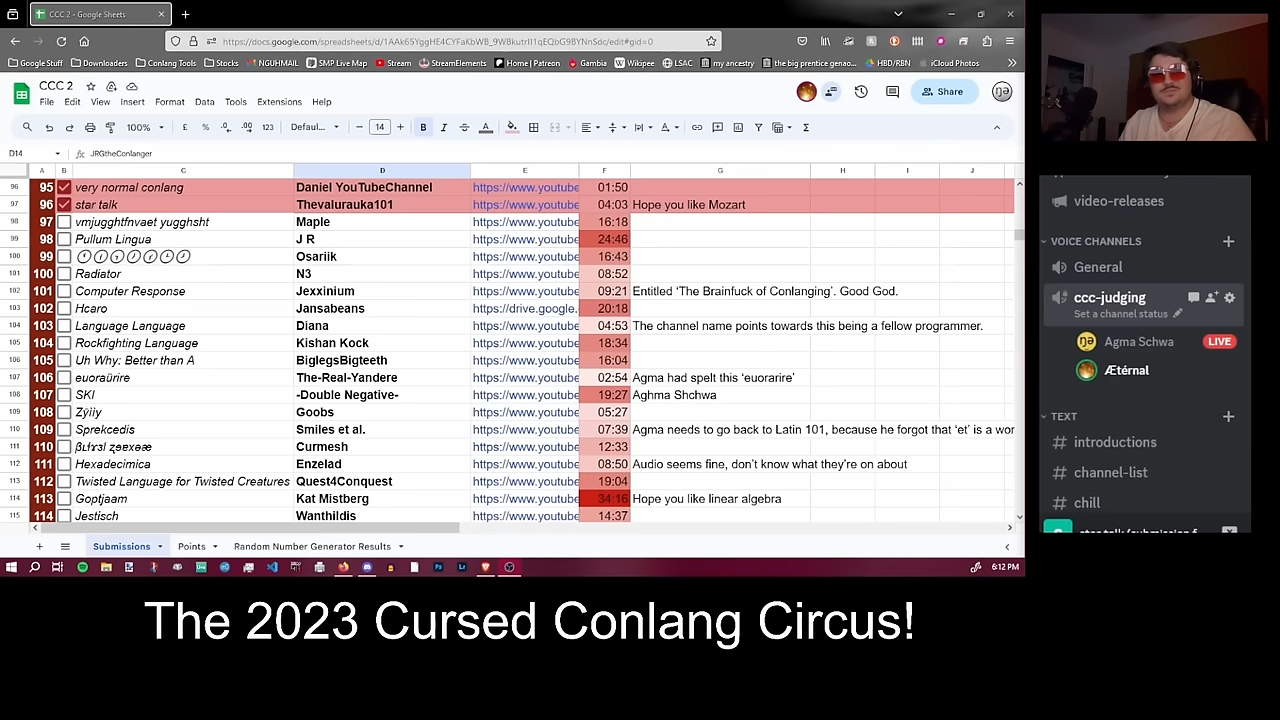 CCC 2 - Google Sheets
https://docs.google.com/spreadsheets/d/1AAk65YggHE4CYFaKbWB_9WBkutrII1qEQbG9BYNnSdc/edit#gid=0
Google Stuff Downloaders Conlang Tools Stocks NGUHMAIL SMP Live Map Stream StreamElements Home | Patreon Gambia Wikipee LSAC my ancestry the big prentice genao... HBD/RBN iCloud Photos
CCC 2
File Edit View Insert Format Data Tools Extensions Help
Share
100% £ % .0 .00 123 Defaul... 14 B I A
D14 fx JRGtheConlanger
A B C D E F G H I J
96 95 very normal conlang Daniel YouTubeChannel https://www.youtube 01:50
97 96 star talk Thevalurauka101 https://www.youtube 04:03 Hope you like Mozart
98 97 vmjugghtfnvaet yugghsht Maple https://www.youtube 16:18
99 98 Pullum Lingua J R https://www.youtube 24:46
100 99 Osariik https://www.youtube 16:43
101 100 Radiator N3 https://www.youtube 08:52
102 101 Computer Response Jexxinium https://www.youtube 09:21 Entitled ‘The Brainfuck of Conlanging’. Good God.
103 102 Hcaro Jansabeans https://drive.google. 20:18
104 103 Language Language Diana https://www.youtube 04:53 The channel name points towards this being a fellow programmer.
105 104 Rockfighting Language Kishan Kock https://www.youtube 18:34
106 105 Uh Why: Better than A BiglegsBigteeth https://www.youtube 16:04
107 106 euoraürire The-Real-Yandere https://www.youtube 02:54 Agma had spelt this ‘euorarire’
108 107 SKI -Double Negative- https://www.youtube 19:27 Aghma Shchwa
109 108 Zÿiiy Goobs https://www.youtube 05:27
110 109 Sprekcedis Smiles et al. https://www.youtube 07:39 Agma needs to go back to Latin 101, because he forgot that ‘et’ is a wor
111 110 Curmesh https://www.youtube 12:33
112 111 Hexadecimica Enzelad https://www.youtube 08:50 Audio seems fine, don’t know what they’re on about
113 112 Twisted Language for Twisted Creatures Quest4Conquest https://www.youtube 19:04
114 113 Goptjaam Kat Mistberg https://www.youtube 34:16 Hope you like linear algebra
115 114 Jestisch Wanthildis https://www.youtube 14:37
Submissions Points Random Number Generator Results
6:12 PM
video-releases
VOICE CHANNELS
General
ccc-judging
Set a channel status
ŋə Agma Schwa LIVE
Ætérnal
TEXT
# introductions
# channel-list
# chill
The 2023 Cursed Conlang Circus!